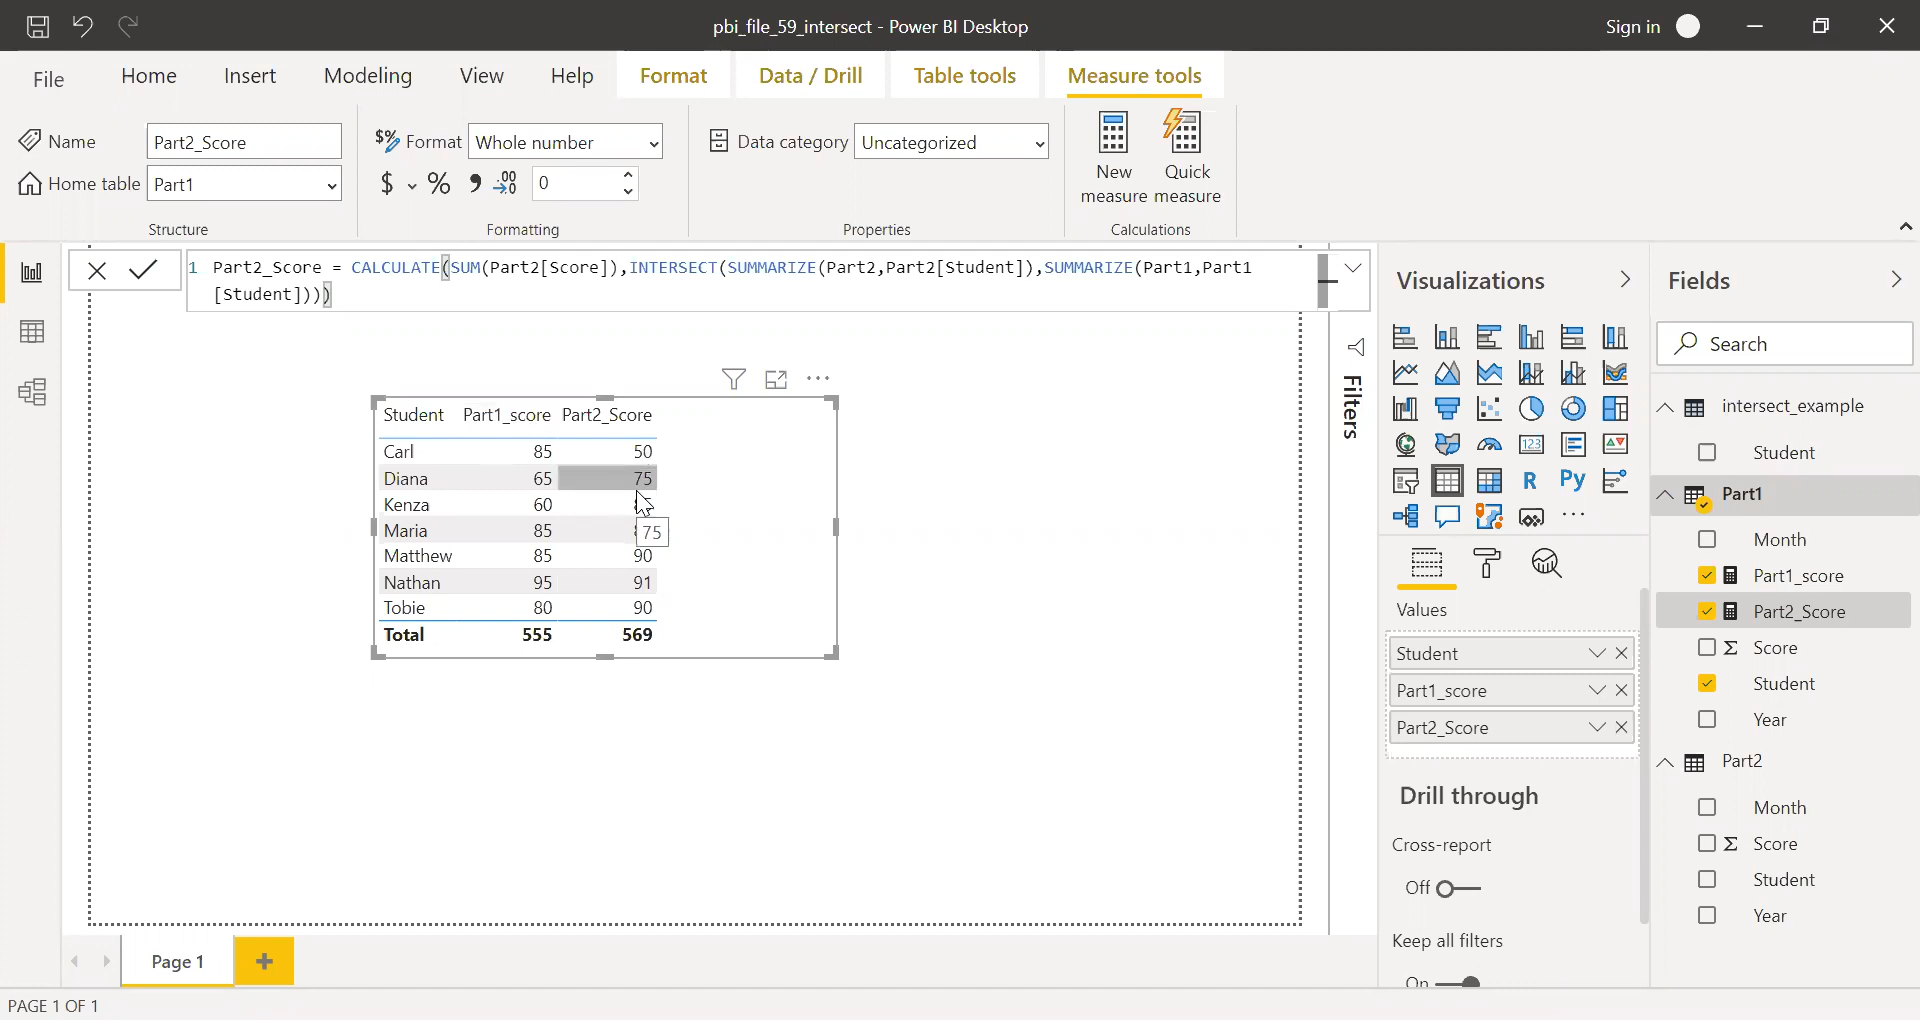 pbi_file_59_intersect - Power BI Desktop
Sign in
File Home Insert Modeling View Help Format Data / Drill Table tools Measure tools
Name Part2_Score
Home table Part1
Structure
$% Format Whole number
$ % 9 .00 0
Formatting
Data category Uncategorized
Properties
New measure
Quick measure
Calculations
1 Part2_Score = CALCULATE(SUM(Part2[Score]),INTERSECT(SUMMARIZE(Part2,Part2[Student]),SUMMARIZE(Part1,Part1
[Student])))
Student Part1_score Part2_Score
Carl 85 50
Diana 65 75
Kenza 60
Maria 85
75
Matthew 85 90
Nathan 95 91
Tobie 80 90
Total 555 569
Filters
Visualizations
123
R Py
Values
Student
Part1_score
Part2_Score
Drill through
Cross-report
Off
Keep all filters
On
Fields
Search
intersect_example
Student
Part1
Month
Part1_score
Part2_Score
Σ Score
Student
Year
Part2
Month
Σ Score
Student
Year
Page 1 +
PAGE 1 OF 1